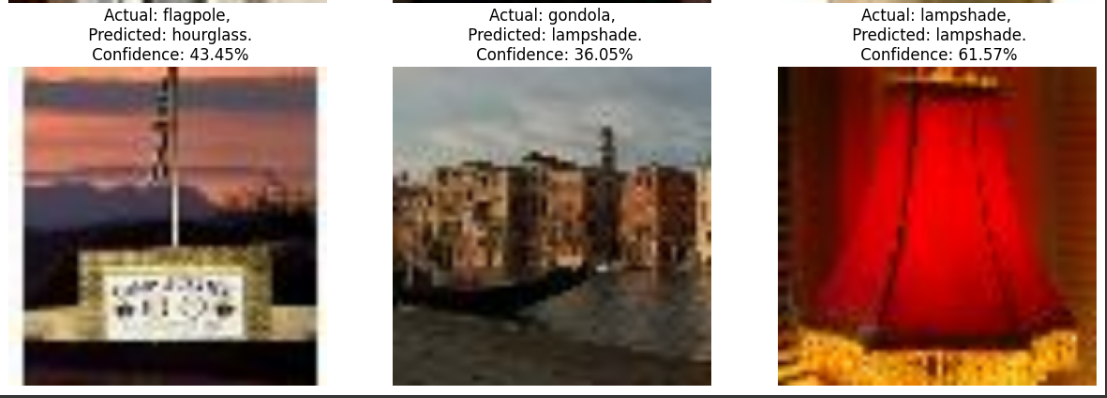 Actual: flagpole,
Predicted: hourglass.
Confidence: 43.45%
Actual: gondola,
Predicted: lampshade.
Confidence: 36.05%
Actual: lampshade,
Predicted: lampshade.
Confidence: 61.57%